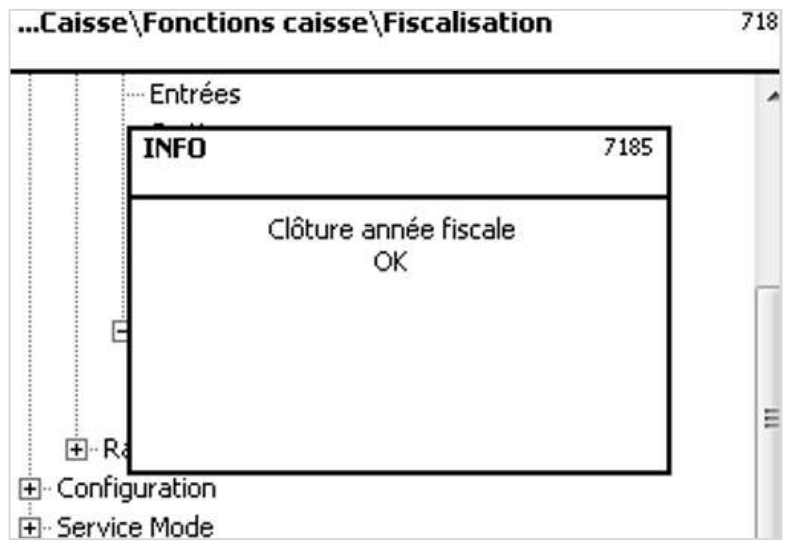 ...Caisse\Fonctions caisse\Fiscalisation 718
Entrées
INFO 7185
Clôture année fiscale
OK
Configuration
Service Mode